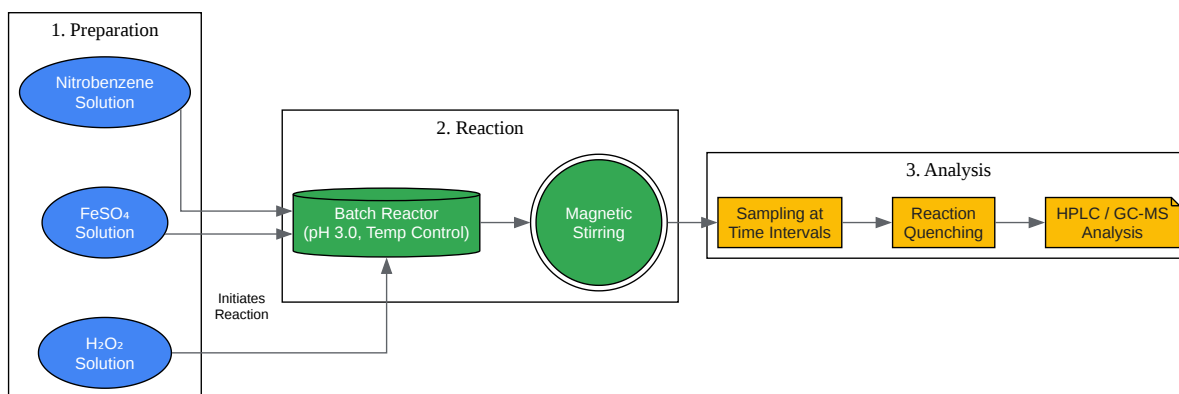 1. Preparation
Nitrobenzene
Solution
FeSO₄
Solution
H₂O₂
Solution
Initiates
Reaction
2. Reaction
Batch Reactor
(pH 3.0, Temp Control)
Magnetic
Stirring
3. Analysis
Sampling at
Time Intervals
Reaction
Quenching
HPLC / GC-MS
Analysis